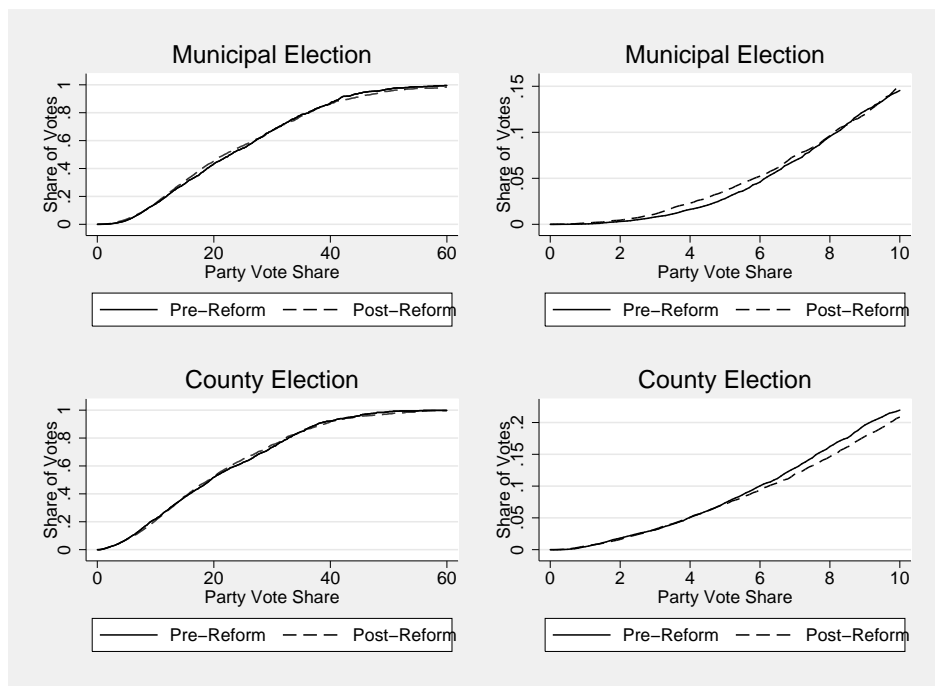 Municipal Election
Share of Votes
0 .2 .4 .6 .8 1
0 20 40 60
Party Vote Share
Pre−Reform Post−Reform
Municipal Election
Share of Votes
0 .05 .10 .15
0 2 4 6 8 10
Party Vote Share
Pre−Reform Post−Reform
County Election
Share of Votes
0 .2 .4 .6 .8 1
0 20 40 60
Party Vote Share
Pre−Reform Post−Reform
County Election
Share of Votes
0 .05 .1 .15 .2
0 2 4 6 8 10
Party Vote Share
Pre−Reform Post−Reform